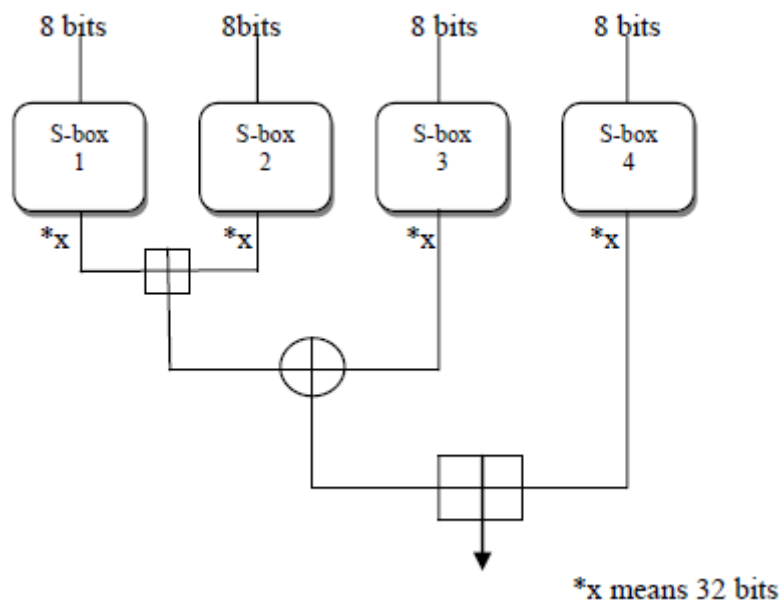 8 bits 8bits 8 bits 8 bits
S-box S-box S-box S-box
1 2 3 4
*x *x *x *x
*x means 32 bits